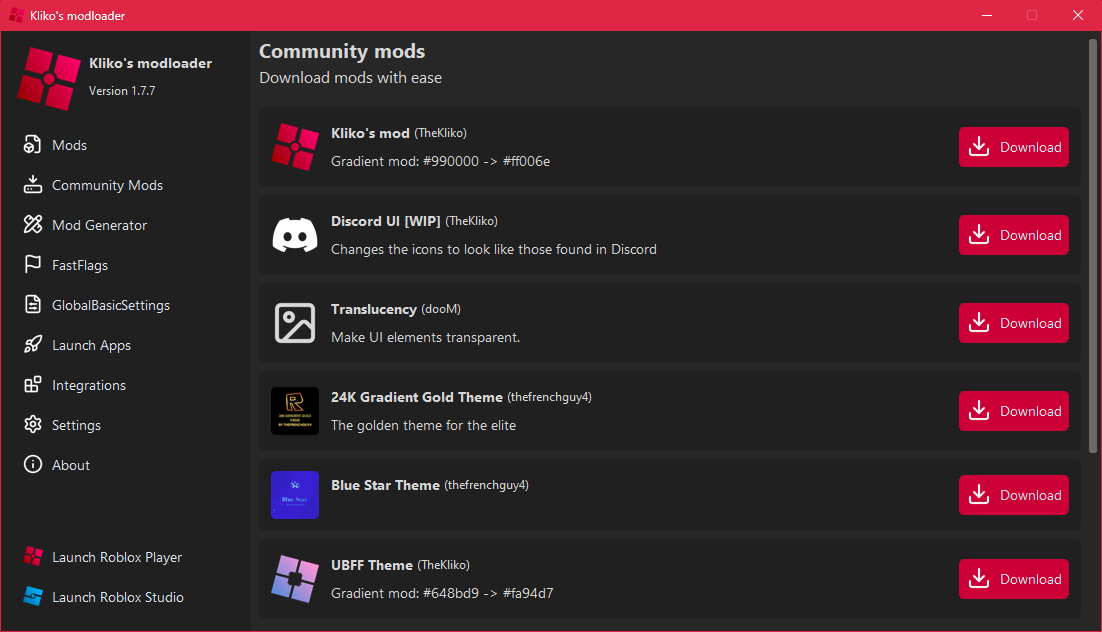 Kliko's modloader
Kliko's modloader
Version 1.7.7
Mods
Community Mods
Mod Generator
FastFlags
GlobalBasicSettings
Launch Apps
Integrations
Settings
About
Launch Roblox Player
Launch Roblox Studio
Community mods
Download mods with ease
Kliko's mod (TheKliko)
Gradient mod: #990000 -> #ff006e
Download
Discord UI [WIP] (TheKliko)
Changes the icons to look like those found in Discord
Download
Translucency (dooM)
Make UI elements transparent.
Download
24K Gradient Gold Theme (thefrenchguy4)
The golden theme for the elite
Download
Blue Star
Blue Star Theme (thefrenchguy4)
Download
UBFF Theme (TheKliko)
Gradient mod: #648bd9 -> #fa94d7
Download